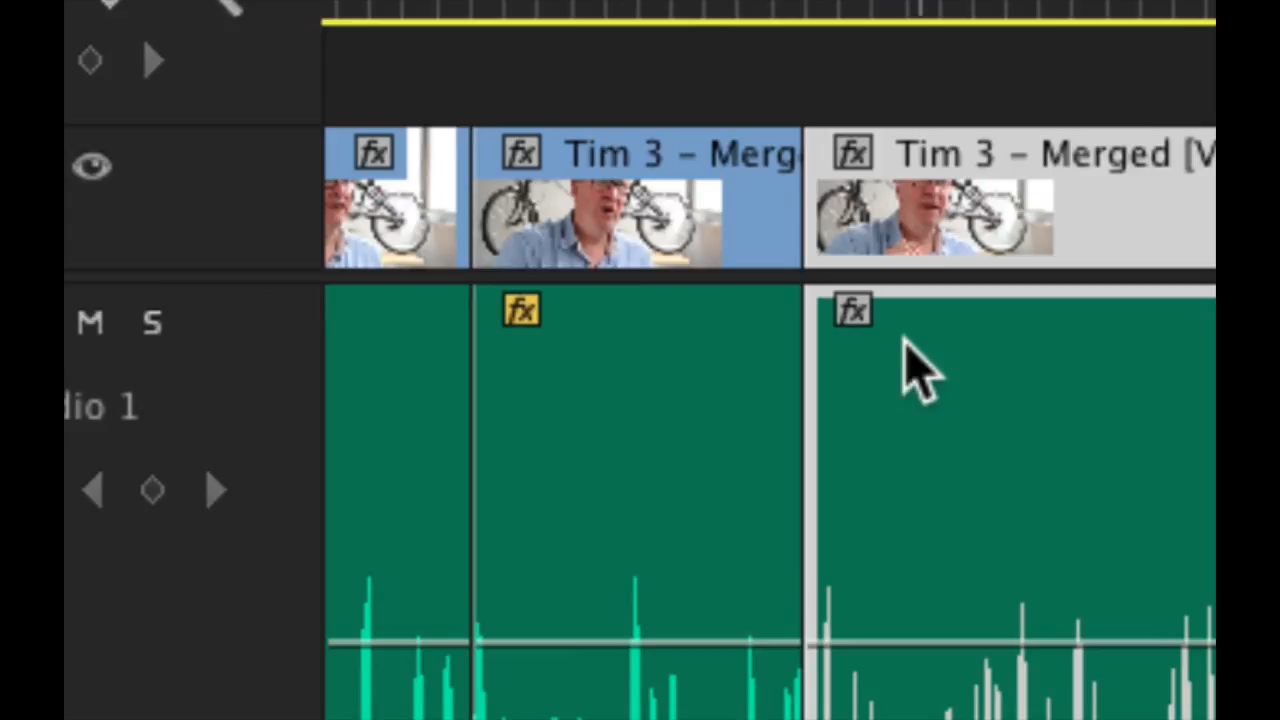 fx fx Tim 3 – Merg fx Tim 3 – Merged [V
M S fx fx
dio 1